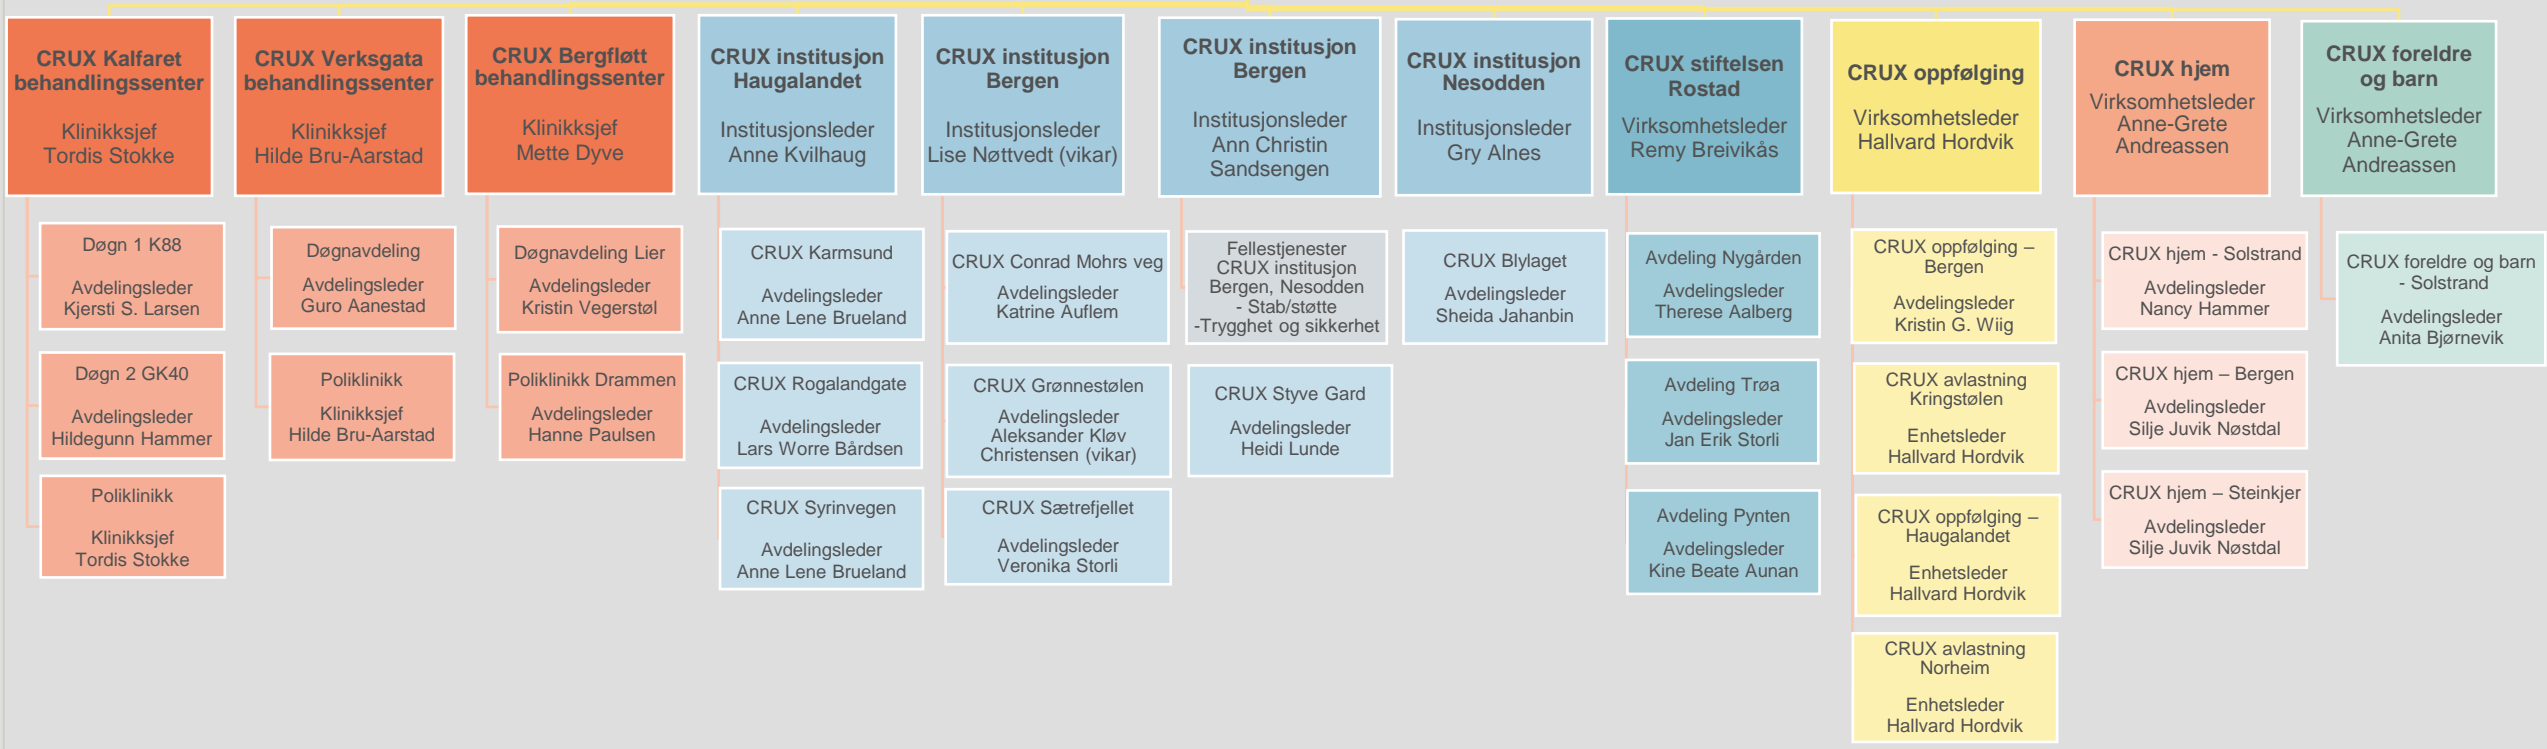 CRUX Kalfaret
behandlingssenter
Klinikksjef
Tordis Stokke
Døgn 1 K88
Avdelingsleder
Kjersti S. Larsen
Døgn 2 GK40
Avdelingsleder
Hildegunn Hammer
Poliklinikk
Klinikksjef
Tordis Stokke
CRUX Verksgata
behandlingssenter
Klinikksjef
Hilde Bru-Aarstad
Døgnavdeling
Avdelingsleder
Guro Aanestad
Poliklinikk
Klinikksjef
Hilde Bru-Aarstad
CRUX Bergfløtt
behandlingssenter
Klinikksjef
Mette Dyve
Døgnavdeling Lier
Avdelingsleder
Kristin Vegerstøl
Poliklinikk Drammen
Avdelingsleder
Hanne Paulsen
CRUX institusjon
Haugalandet
Institusjonsleder
Anne Kvilhaug
CRUX Karmsund
Avdelingsleder
Anne Lene Brueland
CRUX Rogalandgate
Avdelingsleder
Lars Worre Bårdsen
CRUX Syrinvegen
Avdelingsleder
Anne Lene Brueland
CRUX institusjon
Bergen
Institusjonsleder
Lise Nøttvedt (vikar)
CRUX Conrad Mohrs veg
Avdelingsleder
Katrine Auflem
CRUX Grønnestølen
Avdelingsleder
Aleksander Kløv
Christensen (vikar)
CRUX Sætrefjellet
Avdelingsleder
Veronika Storli
CRUX institusjon
Bergen
Institusjonsleder
Ann Christin
Sandsengen
Fellestjenester
CRUX institusjon
Bergen, Nesodden
- Stab/støtte
-Trygghet og sikkerhet
CRUX Styve Gard
Avdelingsleder
Heidi Lunde
CRUX institusjon
Nesodden
Institusjonsleder
Gry Alnes
CRUX Blylaget
Avdelingsleder
Sheida Jahanbin
CRUX stiftelsen
Rostad
Virksomhetsleder
Remy Breivikås
Avdeling Nygården
Avdelingsleder
Therese Aalberg
Avdeling Trøa
Avdelingsleder
Jan Erik Storli
Avdeling Pynten
Avdelingsleder
Kine Beate Aunan
CRUX oppfølging
Virksomhetsleder
Hallvard Hordvik
CRUX oppfølging –
Bergen
Avdelingsleder
Kristin G. Wiig
CRUX avlastning
Kringstølen
Enhetsleder
Hallvard Hordvik
CRUX oppfølging –
Haugalandet
Enhetsleder
Hallvard Hordvik
CRUX avlastning
Norheim
Enhetsleder
Hallvard Hordvik
CRUX hjem
Virksomhetsleder
Anne-Grete
Andreassen
CRUX hjem - Solstrand
Avdelingsleder
Nancy Hammer
CRUX hjem – Bergen
Avdelingsleder
Silje Juvik Nøstdal
CRUX hjem – Steinkjer
Avdelingsleder
Silje Juvik Nøstdal
CRUX foreldre
og barn
Virksomhetsleder
Anne-Grete
Andreassen
CRUX foreldre og barn
- Solstrand
Avdelingsleder
Anita Bjørnevik